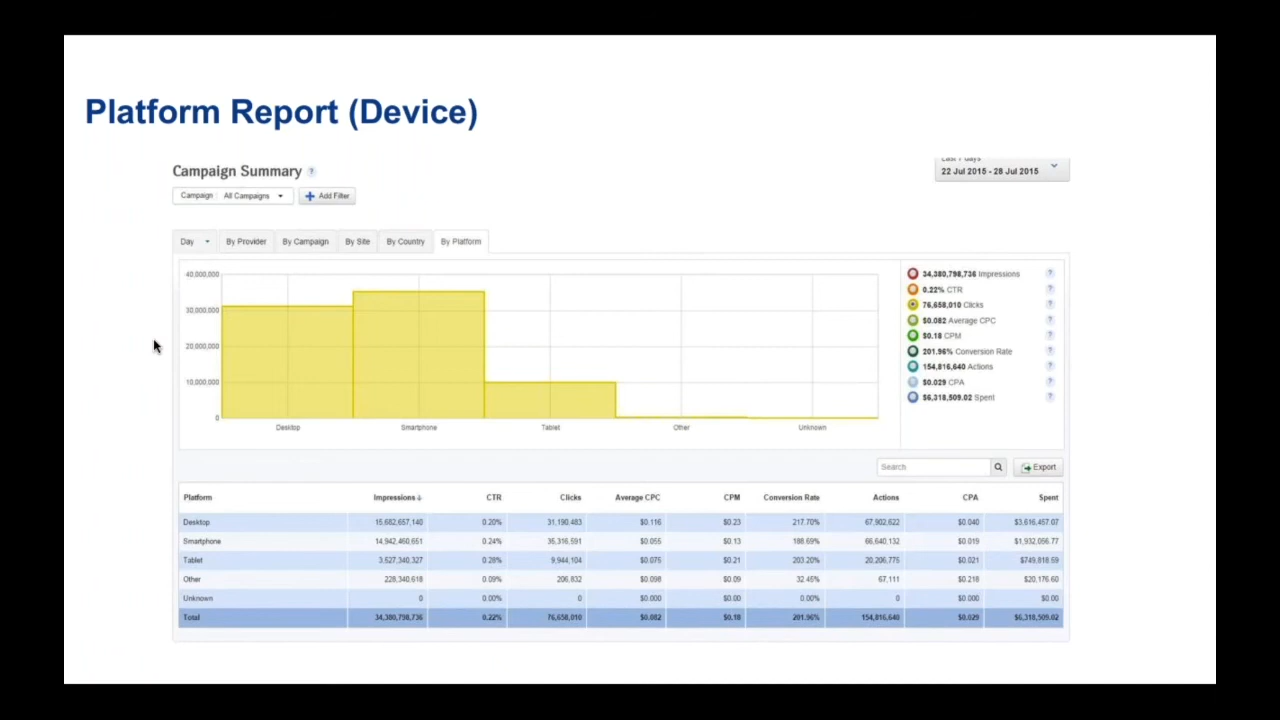 Platform Report (Device)
Campaign Summary ?
Last 7 days
22 Jul 2015 - 28 Jul 2015
Campaign : All Campaigns Add Filter
Day By Provider By Campaign By Site By Country By Platform
40,000,000
30,000,000
20,000,000
10,000,000
0
Desktop Smartphone Tablet Other Unknown
34,380,798,736 Impressions ?
0.22% CTR ?
76,658,010 Clicks ?
$0.082 Average CPC ?
$0.18 CPM ?
201.96% Conversion Rate ?
154,816,640 Actions ?
$0.029 CPA ?
$6,318,509.02 Spent ?
Search Export
Platform Impressions CTR Clicks Average CPC CPM Conversion Rate Actions CPA Spent
Desktop 15,682,657,140 0.20% 31,190,483 $0.116 $0.23 217.70% 67,902,622 $0.040 $3,616,457.07
Smartphone 14,942,460,651 0.24% 35,316,591 $0.055 $0.13 188.69% 66,640,132 $0.019 $1,932,056.77
Tablet 3,527,340,327 0.28% 9,944,104 $0.075 $0.21 203.20% 20,206,775 $0.021 $749,818.59
Other 228,340,618 0.09% 206,832 $0.098 $0.09 32.45% 67,111 $0.218 $20,176.60
Unknown 0 0.00% 0 $0.000 $0.00 0.00% 0 $0.000 $0.00
Total 34,380,798,736 0.22% 76,658,010 $0.082 $0.18 201.96% 154,816,640 $0.029 $6,318,509.02